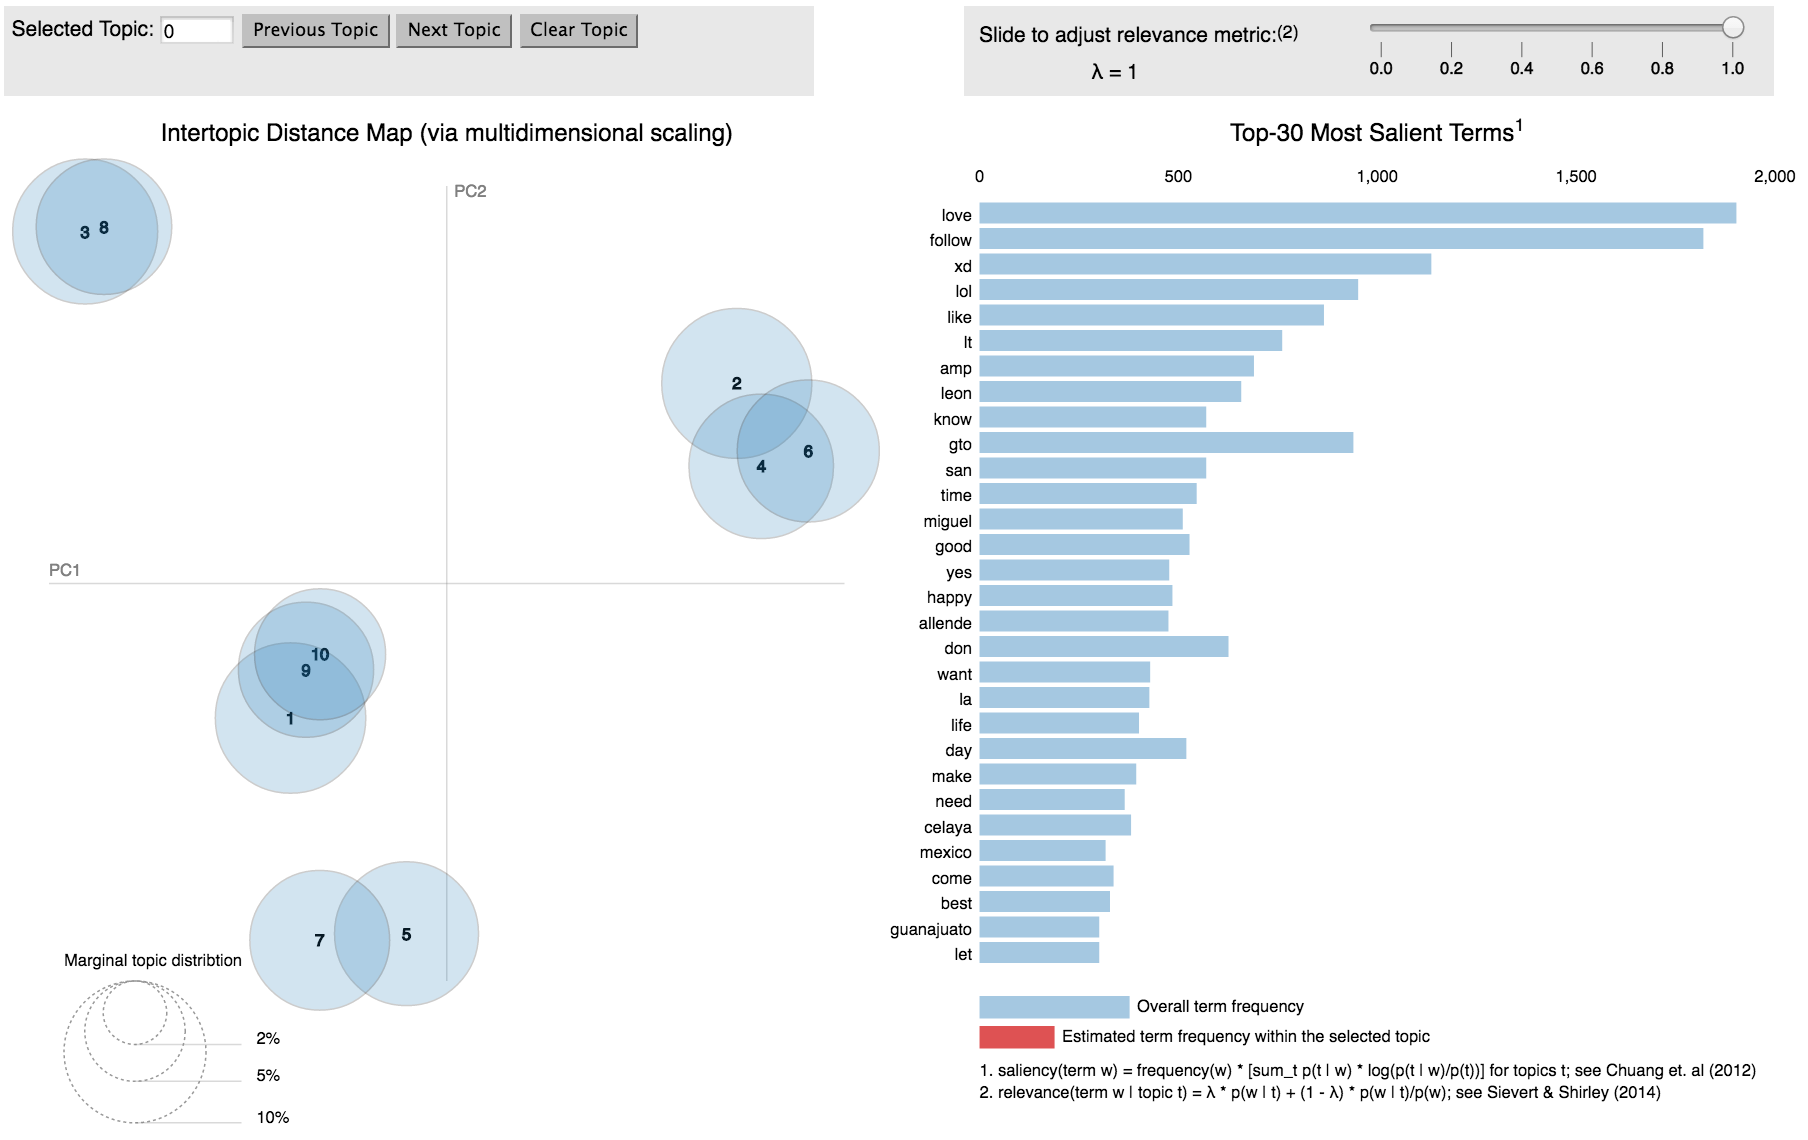 Selected Topic: 0 Previous Topic Next Topic Clear Topic
Slide to adjust relevance metric:(2)
λ = 1
0.0 0.2 0.4 0.6 0.8 1.0
Intertopic Distance Map (via multidimensional scaling)
PC2
PC1
3
8
2
6
4
10
9
1
7
5
Marginal topic distribtion
2%
5%
10%
Top-30 Most Salient Terms1
0 500 1,000 1,500 2,000
love
follow
xd
lol
like
lt
amp
leon
know
gto
san
time
miguel
good
yes
happy
allende
don
want
la
life
day
make
need
celaya
mexico
come
best
guanajuato
let
Overall term frequency
Estimated term frequency within the selected topic
1. saliency(term w) = frequency(w) * [sum_t p(t | w) * log(p(t | w)/p(t))] for topics t; see Chuang et. al (2012)
2. relevance(term w | topic t) = λ * p(w | t) + (1 - λ) * p(w | t)/p(w); see Sievert & Shirley (2014)